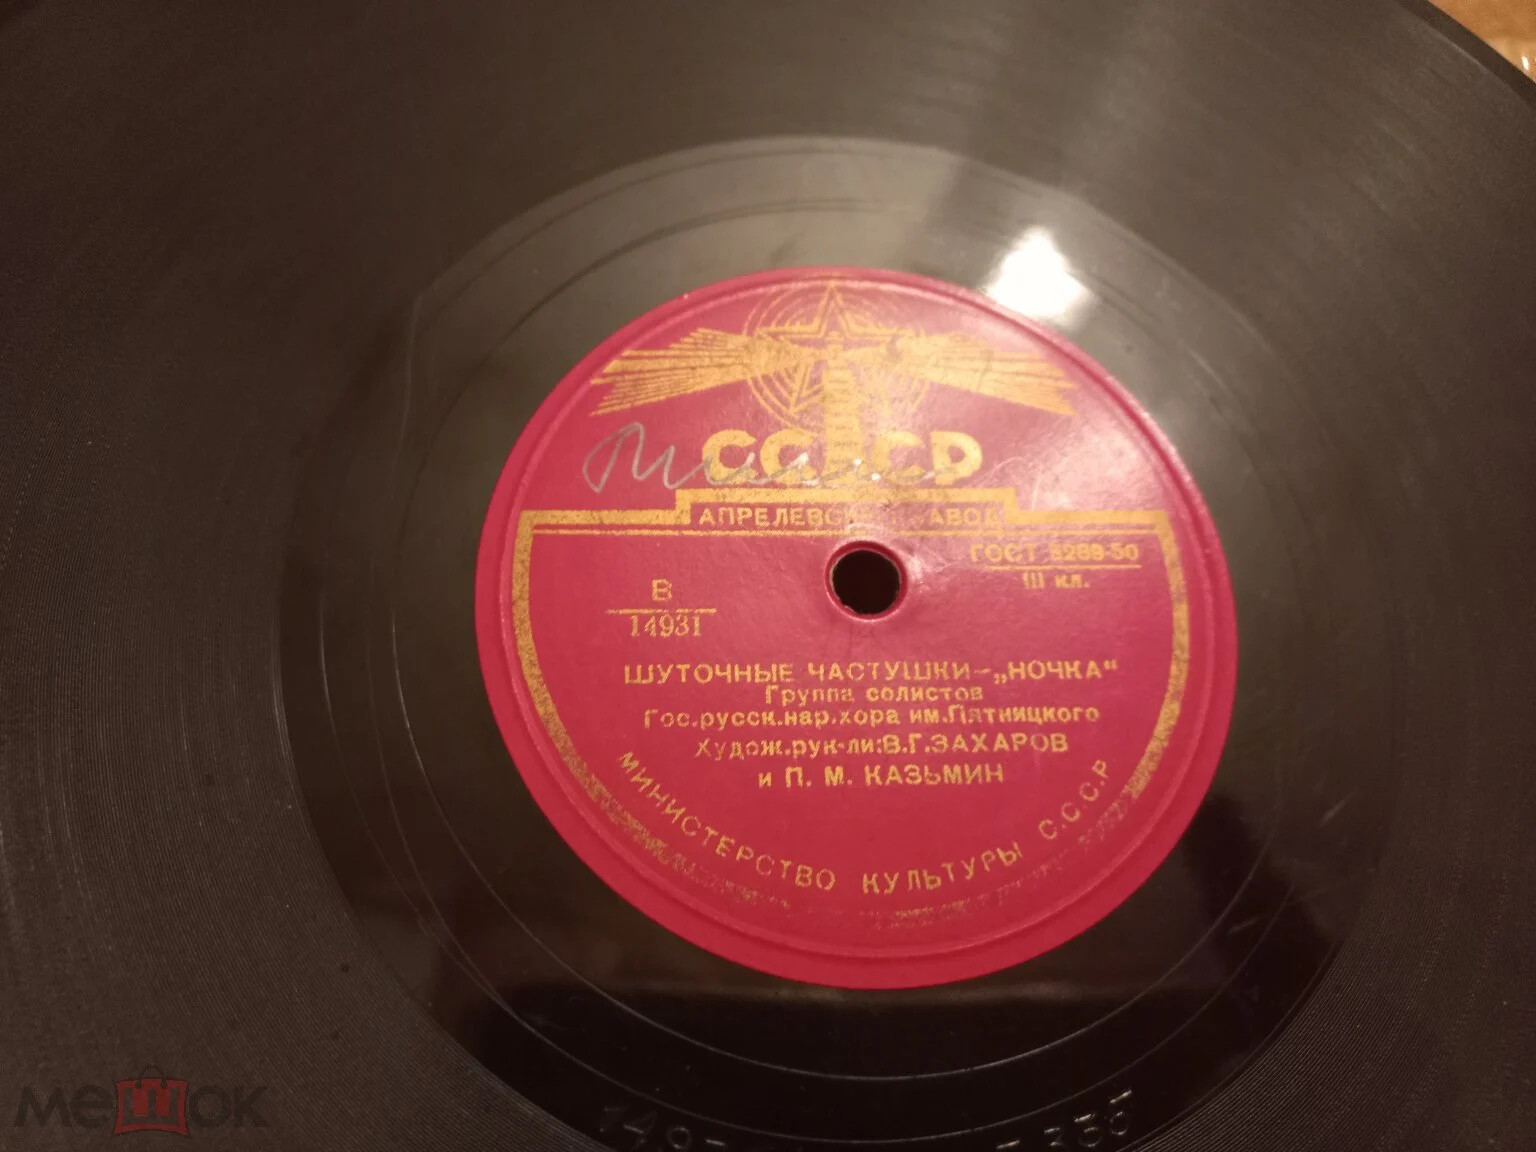 СССР
АПРЕЛЕВСКИЙ ЗАВОД
ГОСТ 5289-50
III кл.
В
14931
ШУТОЧНЫЕ ЧАСТУШКИ–„НОЧКА“
Группа солистов
Гос.русск.нар.хора им.Пятницкого
Худож.рук-ли:В.Г.ЗАХАРОВ
и П. М. КАЗЬМИН
МИНИСТЕРСТВО КУЛЬТУРЫ С.С.С.Р
мешок